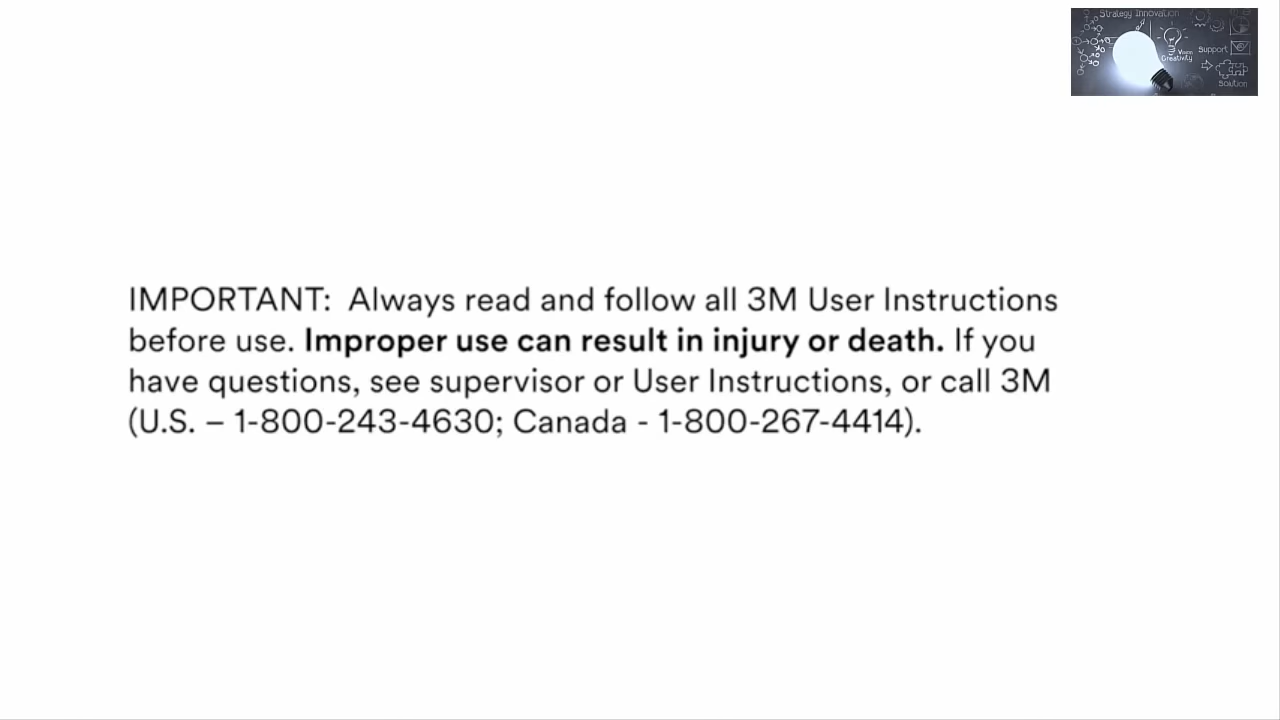 Strategy Innovation
Vision
Creativity
Support
Solution
IMPORTANT:  Always read and follow all 3M User Instructions
before use. Improper use can result in injury or death. If you
have questions, see supervisor or User Instructions, or call 3M
(U.S. – 1-800-243-4630; Canada - 1-800-267-4414).